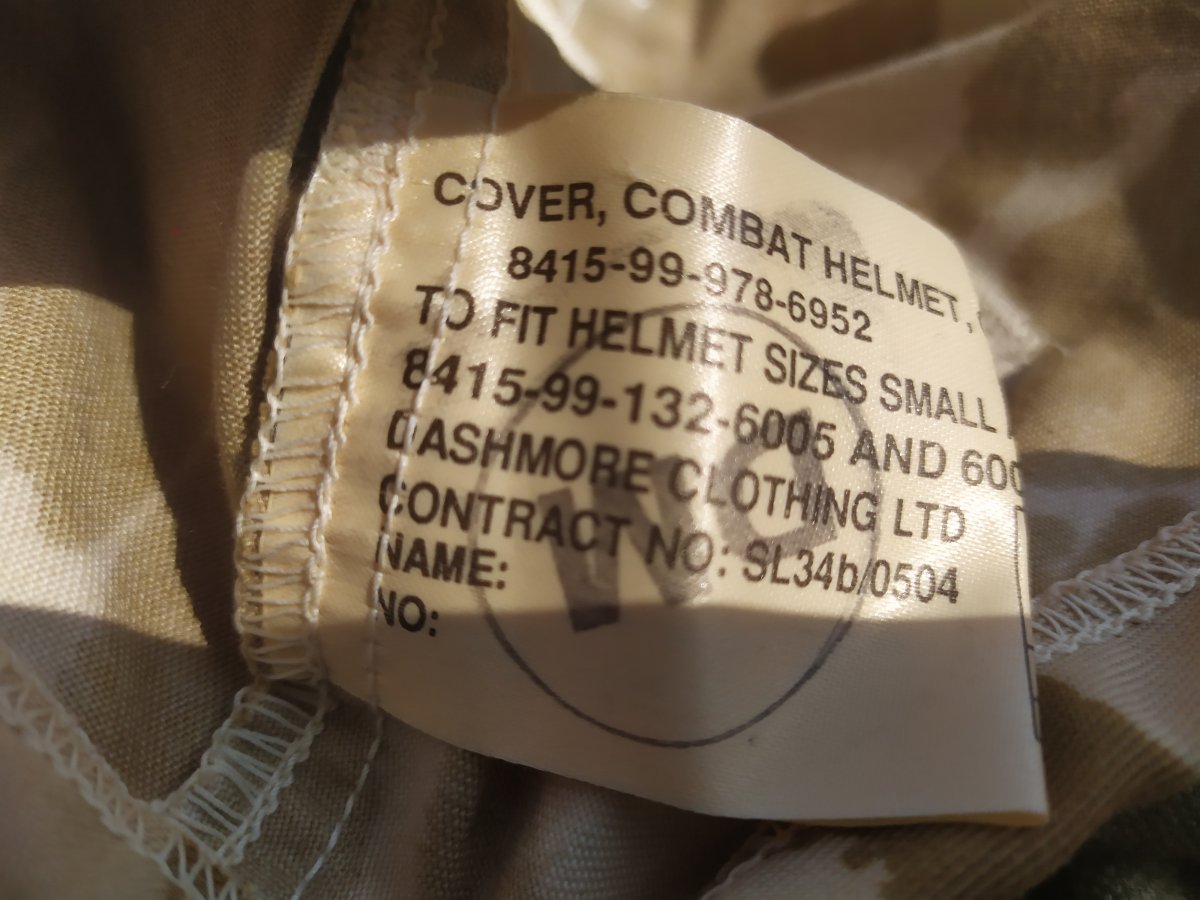 COVER, COMBAT HELMET,
8415-99-978-6952
TO FIT HELMET SIZES SMALL
8415-99-132-6005 AND
DASHMORE CLOTHING LTD
CONTRACT NO: SL34b/0504
NAME:
NO: